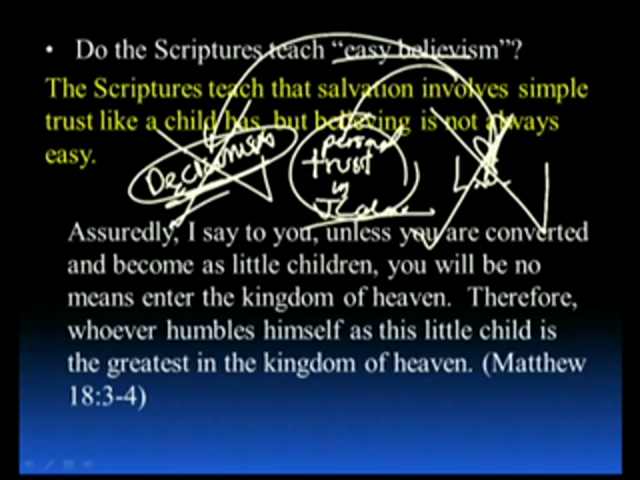 • Do the Scriptures teach “easy believism”?
The Scriptures teach that salvation involves simple
trust like a child has, but believing is not always
easy.
personal
trust
in
Assuredly, I say to you, unless you are converted
and become as little children, you will be no
means enter the kingdom of heaven. Therefore,
whoever humbles himself as this little child is
the greatest in the kingdom of heaven. (Matthew
18:3-4)